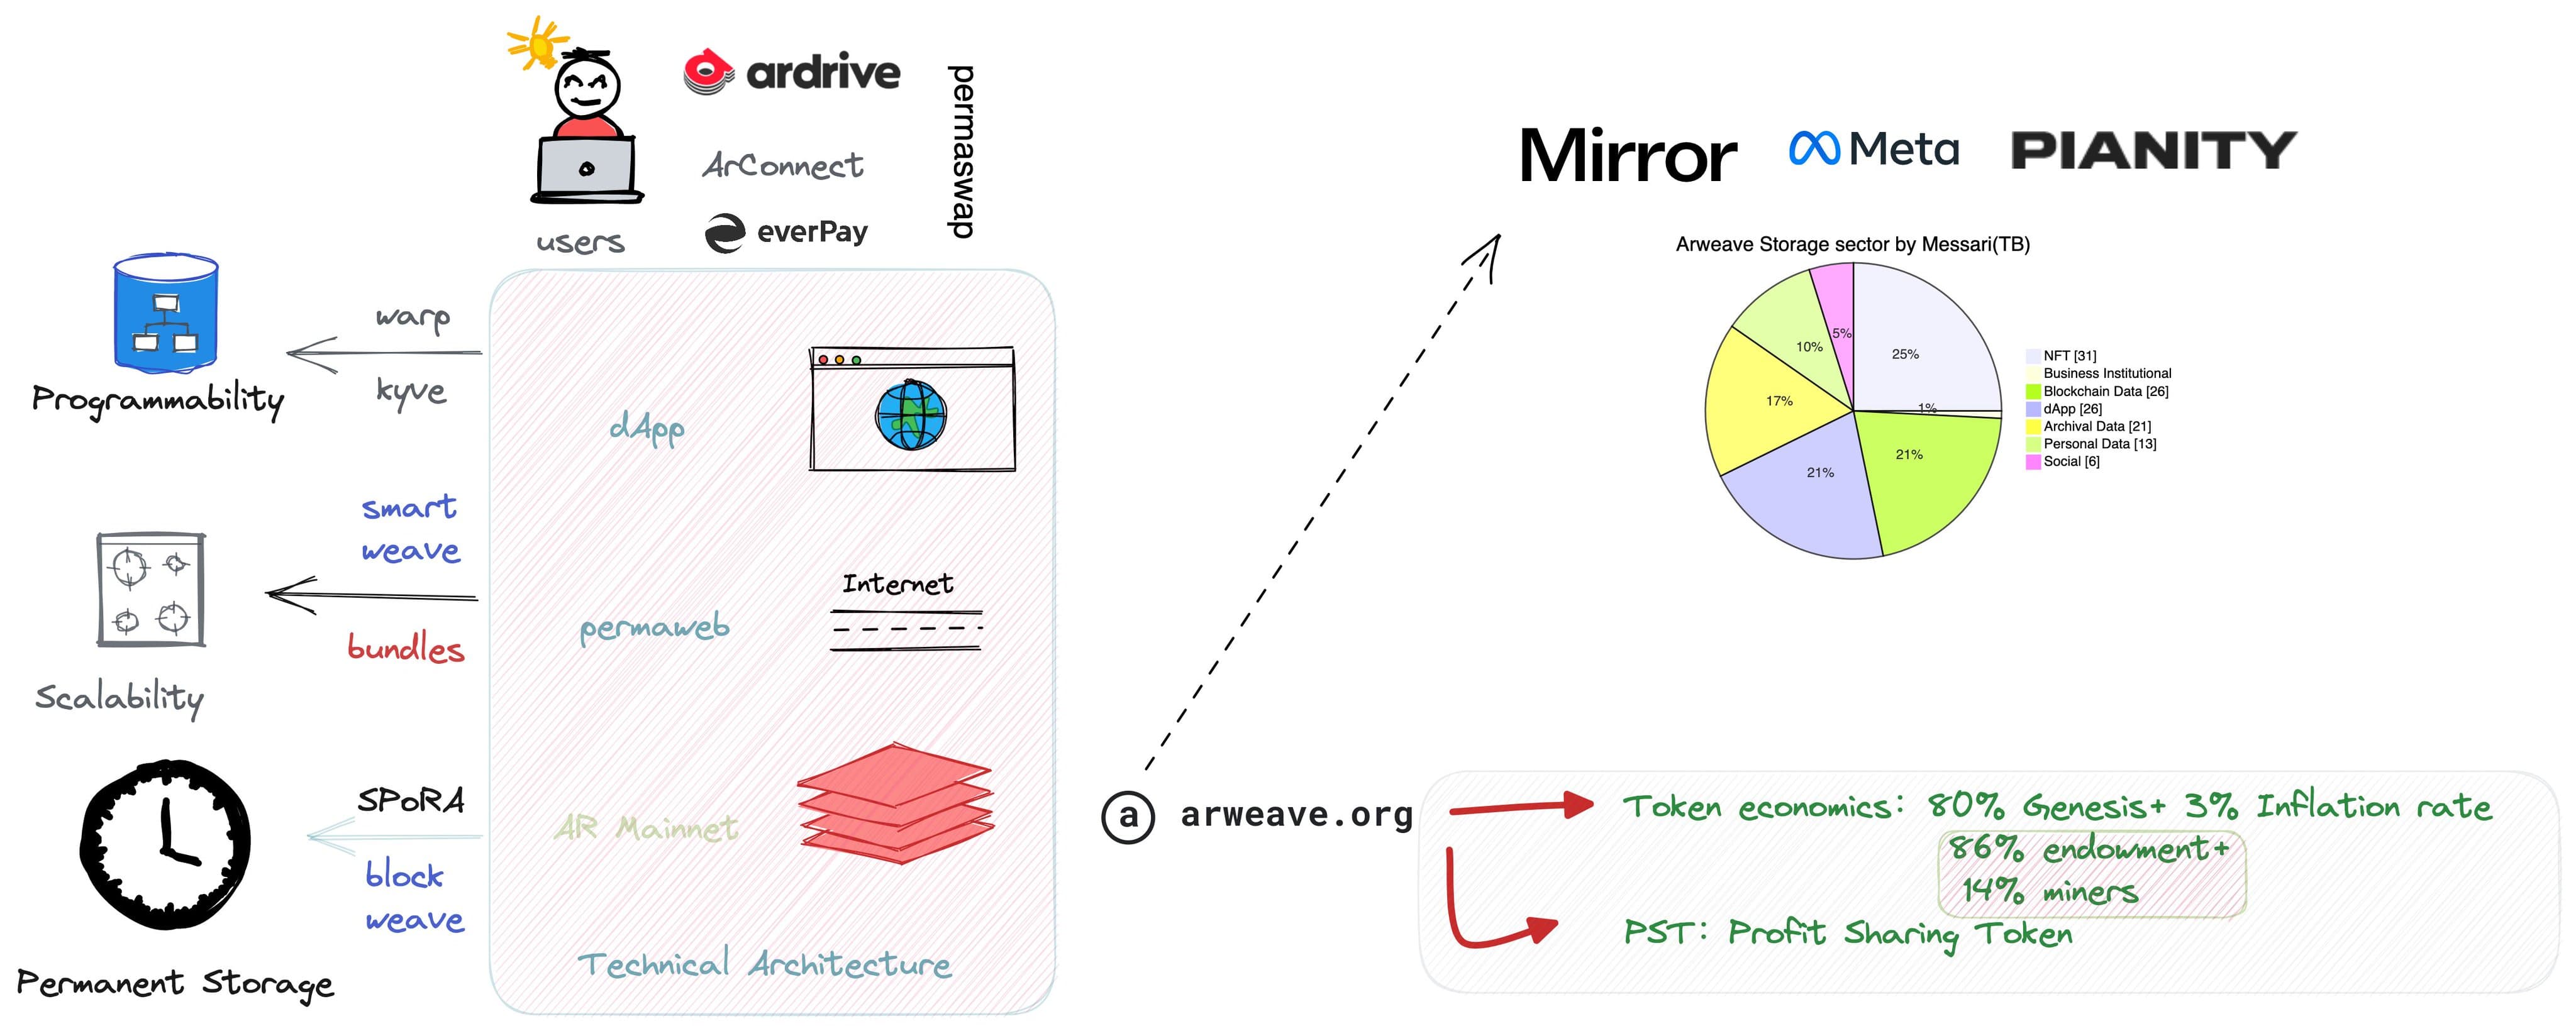 ardrive
ArConnect
everPay
permaswap
users
warp
kyve
Programmability
smart
weave
bundles
Scalability
SPoRA
block
weave
Permanent Storage
dApp
Internet
permaweb
AR Mainnet
Technical Architecture
Mirror
Meta
PIANITY
Arweave Storage sector by Messari(TB)
5%
10%
25%
17%
1%
21%
21%
NFT [31]
Business Institutional
Blockchain Data [26]
dApp [26]
Archival Data [21]
Personal Data [13]
Social [6]
a arweave.org
Token economics: 80% Genesis+ 3% Inflation rate
86% endowment+
14% miners
PST: Profit Sharing Token